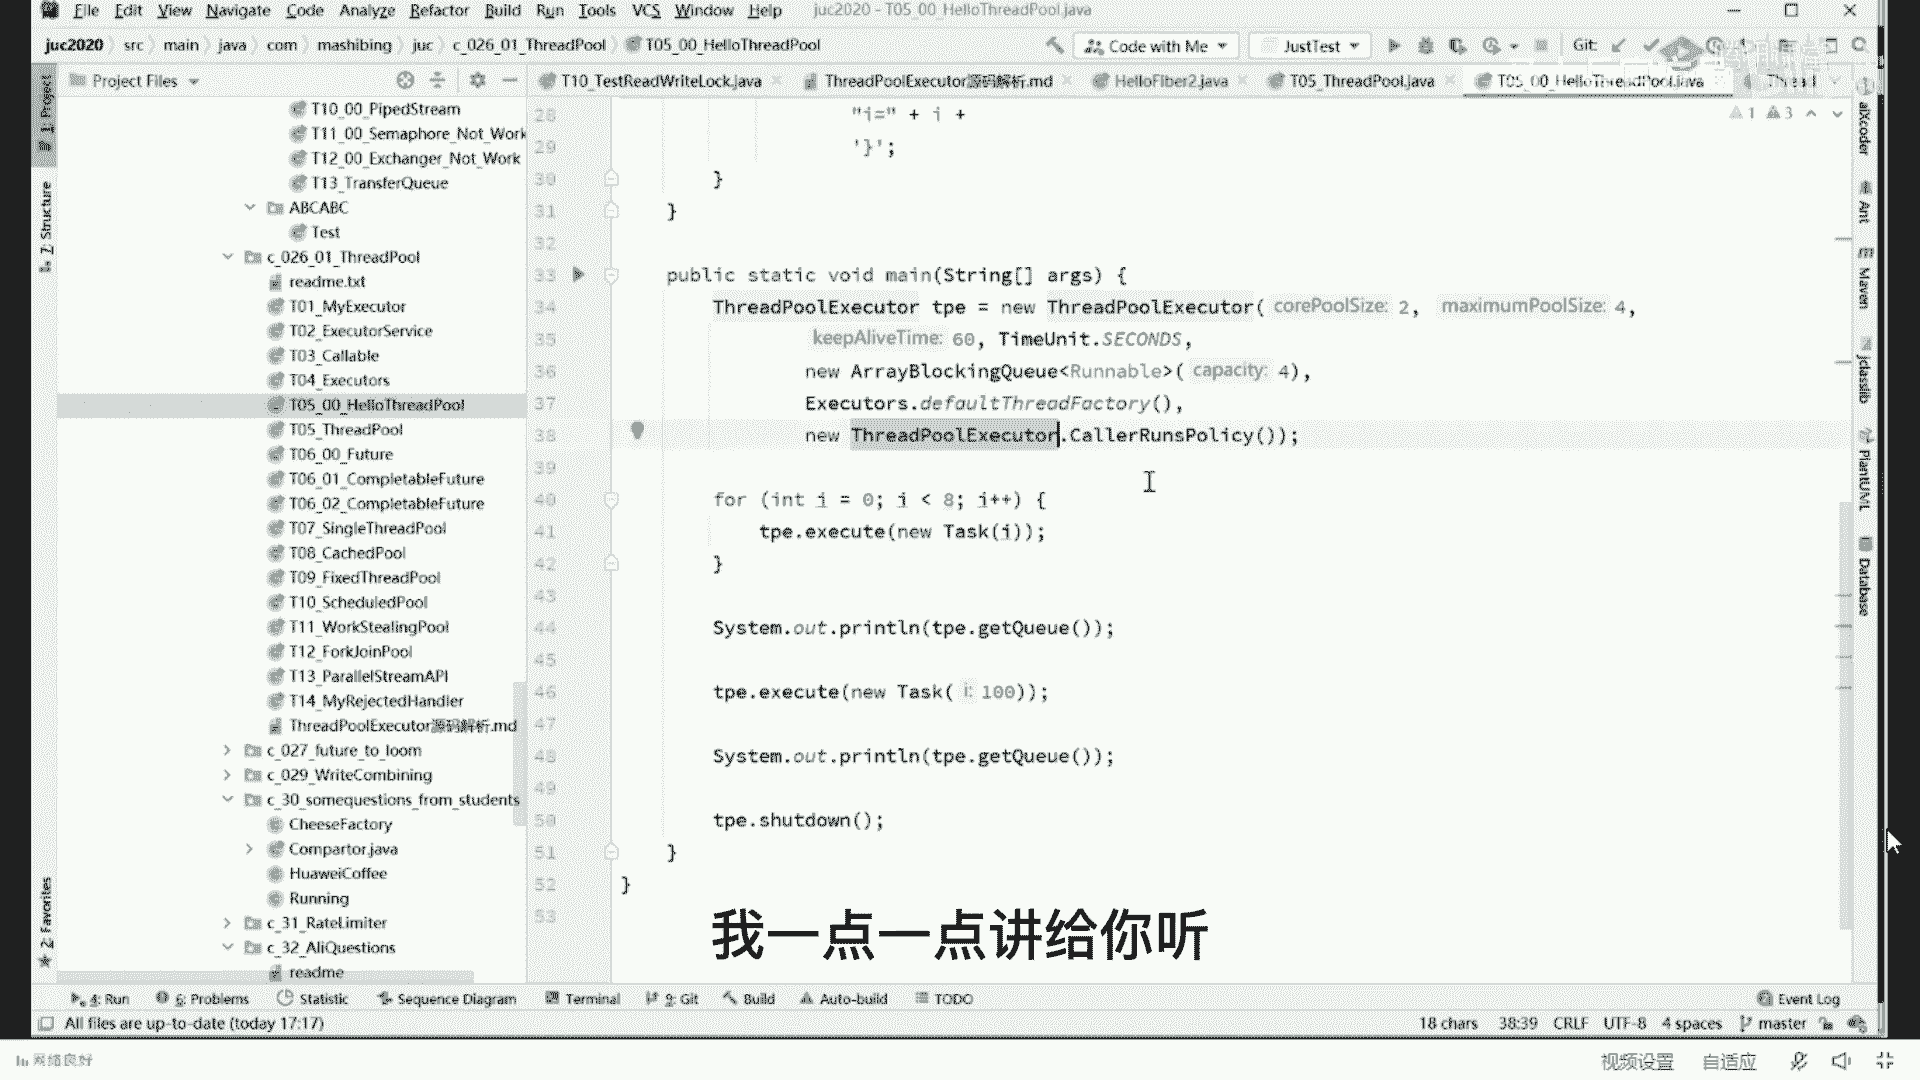 File Edit View Navigate Code Analyze Refactor Build Run Tools VCS Window Help juc2020 - T05_00_HelloThreadPool.java
juc2020 src main java com mashibing juc c_026_01_ThreadPool T05_00_HelloThreadPool Code with Me JustTest Git:
Project Files T10_TestReadWriteLock.java ThreadPoolExecutor源码解析.md HelloFiber2.java T05_ThreadPool.java T05_00_HelloThreadPool.java Thread
1: Project
7: Structure
2: Favorites
T10_00_PipedStream
T11_00_Semaphore_Not_Work
T12_00_Exchanger_Not_Work
T13_TransferQueue
ABCABC
Test
c_026_01_ThreadPool
readme.txt
T01_MyExecutor
T02_ExecutorService
T03_Callable
T04_Executors
T05_00_HelloThreadPool
T05_ThreadPool
T06_00_Future
T06_01_CompletableFuture
T06_02_CompletableFuture
T07_SingleThreadPool
T08_CachedPool
T09_FixedThreadPool
T10_ScheduledPool
T11_WorkStealingPool
T12_ForkJoinPool
T13_ParallelStreamAPI
T14_MyRejectedHandler
ThreadPoolExecutor源码解析.md
c_027_future_to_loom
c_029_WriteCombining
c_30_somequestions_from_students
CheeseFactory
Compartor.java
HuaweiCoffee
Running
c_31_RateLimiter
c_32_AliQuestions
readme
28 "i=" + i +
29 '}';
30 }
31 }
32
33 public static void main(String[] args) {
34 ThreadPoolExecutor tpe = new ThreadPoolExecutor( corePoolSize: 2, maximumPoolSize: 4,
35 keepAliveTime: 60, TimeUnit.SECONDS,
36 new ArrayBlockingQueue<Runnable>( capacity: 4),
37 Executors.defaultThreadFactory(),
38 new ThreadPoolExecutor.CallerRunsPolicy());
39
40 for (int i = 0; i < 8; i++) {
41 tpe.execute(new Task(i));
42 }
43
44 System.out.println(tpe.getQueue());
45
46 tpe.execute(new Task( i: 100));
47
48 System.out.println(tpe.getQueue());
49
50 tpe.shutdown();
51 }
52 }
53
1 3
aiXcoder
Ant
Maven
jclasslib
PlantUML
Database
我一点一点讲给你听
4: Run 6: Problems Statistic Sequence Diagram Terminal 9: Git Build Auto-build TODO Event Log
All files are up-to-date (today 17:17) 18 chars 38:39 CRLF UTF-8 4 spaces master
网络良好 视频设置 自适应